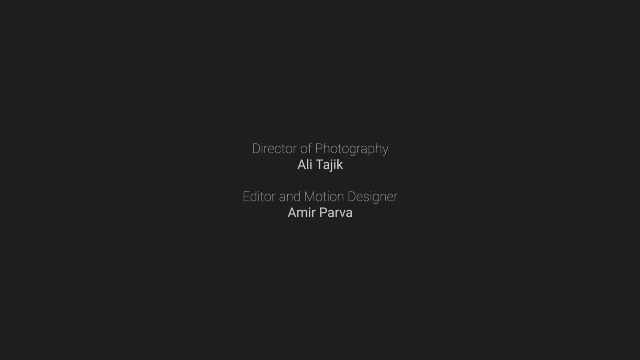 Director of Photography
Ali Tajik
Editor and Motion Designer
Amir Parva